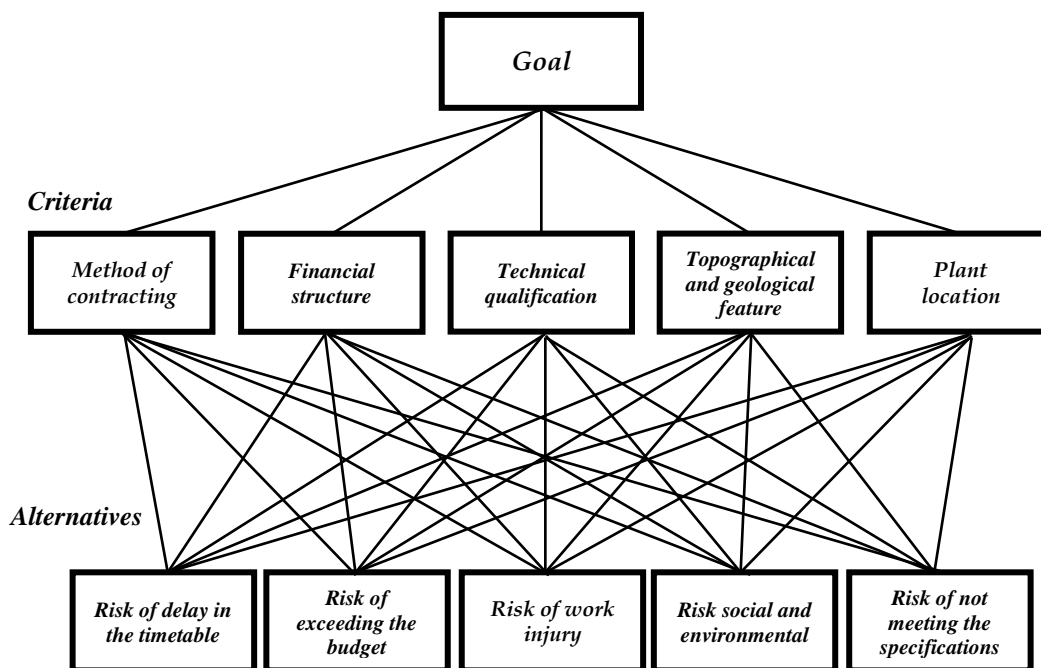 Goal
Criteria
Method of
contracting
Financial
structure
Technical
qualification
Topographical
and geological
feature
Plant
location
Alternatives
Risk of delay in
the timetable
Risk of
exceeding the
budget
Risk of work
injury
Risk social and
environmental
Risk of not
meeting the
specifications